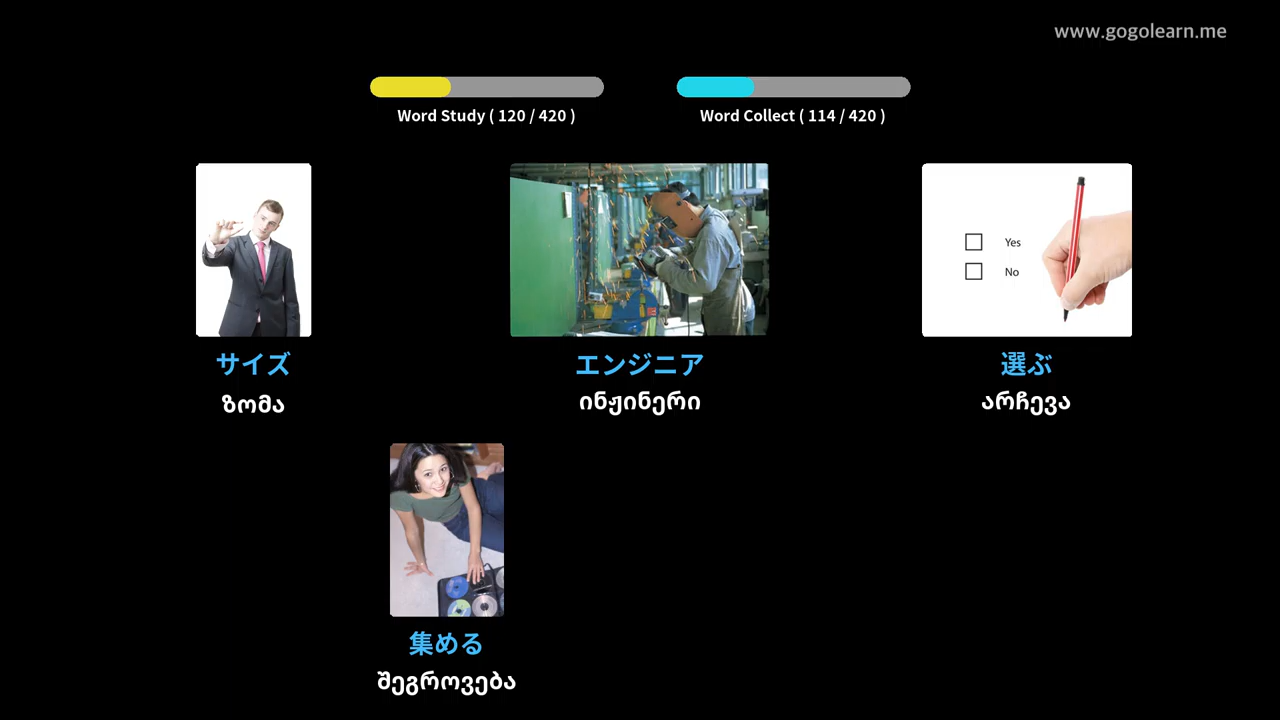 www.gogolearn.me
Word Study ( 120 / 420 )
Word Collect ( 114 / 420 )
Yes
No
サイズ
エンジニア
選ぶ
ზომა
ინჟინერი
არჩევა
集める
შეგროვება